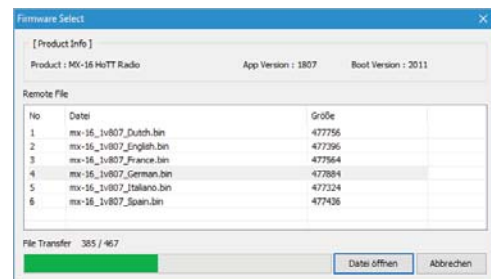 Firmware Select
[ Product Info ]
Product : MX-16 HoTT Radio App Version : 1807 Boot Version : 2011
Remote File
No Datei Größe
1 mx-16_1v807_Dutch.bin 477756
2 mx-16_1v807_English.bin 477396
3 mx-16_1v807_France.bin 477564
4 mx-16_1v807_German.bin 477884
5 mx-16_1v807_Italiano.bin 477324
6 mx-16_1v807_Spain.bin 477436
File Transfer 385 / 467
Datei öffnen Abbrechen